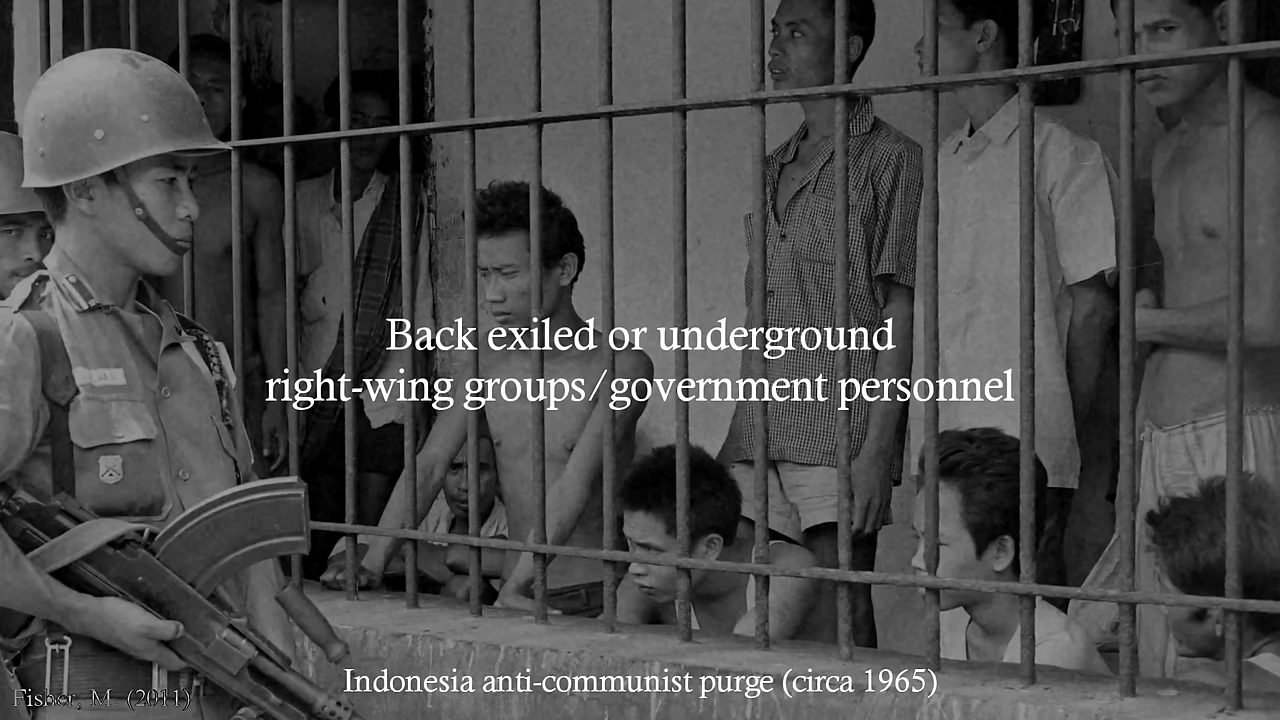 Back exiled or underground
right-wing groups/government personnel
Indonesia anti-communist purge (circa 1965)
Fisher, M. (2011)